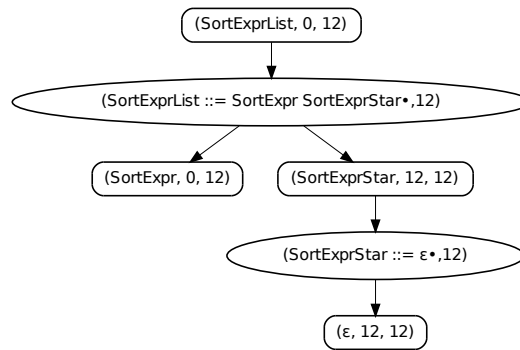 (SortExprList, 0, 12)
(SortExprList ::= SortExpr SortExprStar•,12)
(SortExpr, 0, 12)
(SortExprStar, 12, 12)
(SortExprStar ::= ε•,12)
(ε, 12, 12)